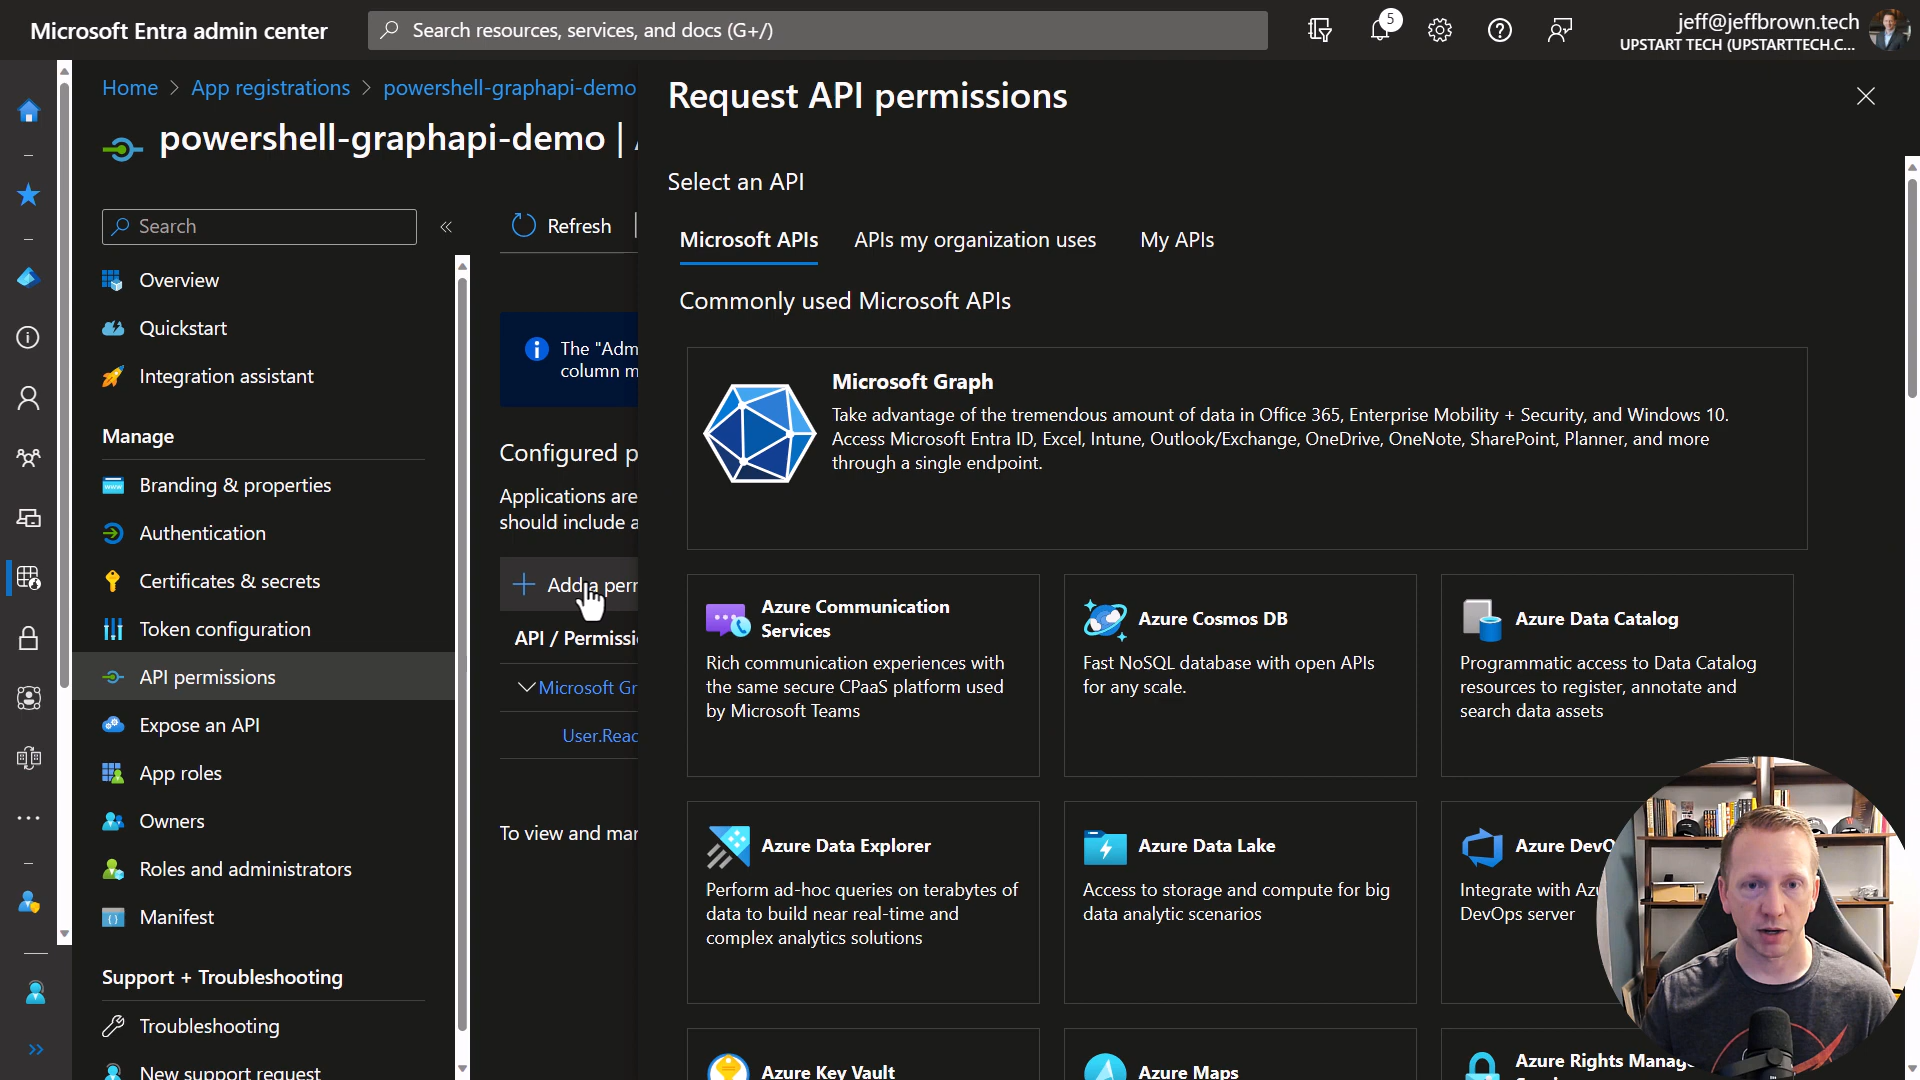 Microsoft Entra admin center
Search resources, services, and docs (G+/)
5
jeff@jeffbrown.tech
UPSTART TECH (UPSTARTTECH.C...
Home > App registrations > powershell-graphapi-demo
powershell-graphapi-demo |
Search
«
Refresh
Overview
Quickstart
Integration assistant
Manage
Branding & properties
Authentication
Certificates & secrets
Token configuration
API permissions
Expose an API
App roles
Owners
Roles and administrators
Manifest
Support + Troubleshooting
Troubleshooting
New support request
The "Adm
column m
Configured p
Applications are
should include a
Add a perm
API / Permissi
Microsoft Gr
User.Read
To view and man
Request API permissions
Select an API
Microsoft APIs
APIs my organization uses
My APIs
Commonly used Microsoft APIs
Microsoft Graph
Take advantage of the tremendous amount of data in Office 365, Enterprise Mobility + Security, and Windows 10.
Access Microsoft Entra ID, Excel, Intune, Outlook/Exchange, OneDrive, OneNote, SharePoint, Planner, and more
through a single endpoint.
Azure Communication
Services
Rich communication experiences with
the same secure CPaaS platform used
by Microsoft Teams
Azure Cosmos DB
Fast NoSQL database with open APIs
for any scale.
Azure Data Catalog
Programmatic access to Data Catalog
resources to register, annotate and
search data assets
Azure Data Explorer
Perform ad-hoc queries on terabytes of
data to build near real-time and
complex analytics solutions
Azure Data Lake
Access to storage and compute for big
data analytic scenarios
Azure DevO
Integrate with Azu
DevOps server
Azure Key Vault
Azure Maps
Azure Rights Manag